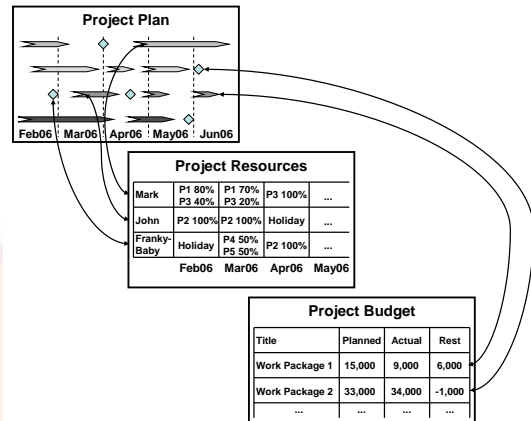 Project Plan
Feb06 Mar06 Apr06 May06 Jun06
Project Resources
Mark P1 80% P1 70% P3 100% ...
P3 40% P3 20%
John P2 100% P2 100% Holiday ...
Franky-Baby Holiday P4 50% P2 100% ...
P5 50%
Feb06 Mar06 Apr06 May06
Project Budget
Title Planned Actual Rest
Work Package 1 15,000 9,000 6,000
Work Package 2 33,000 34,000 -1,000
... ... ... ...